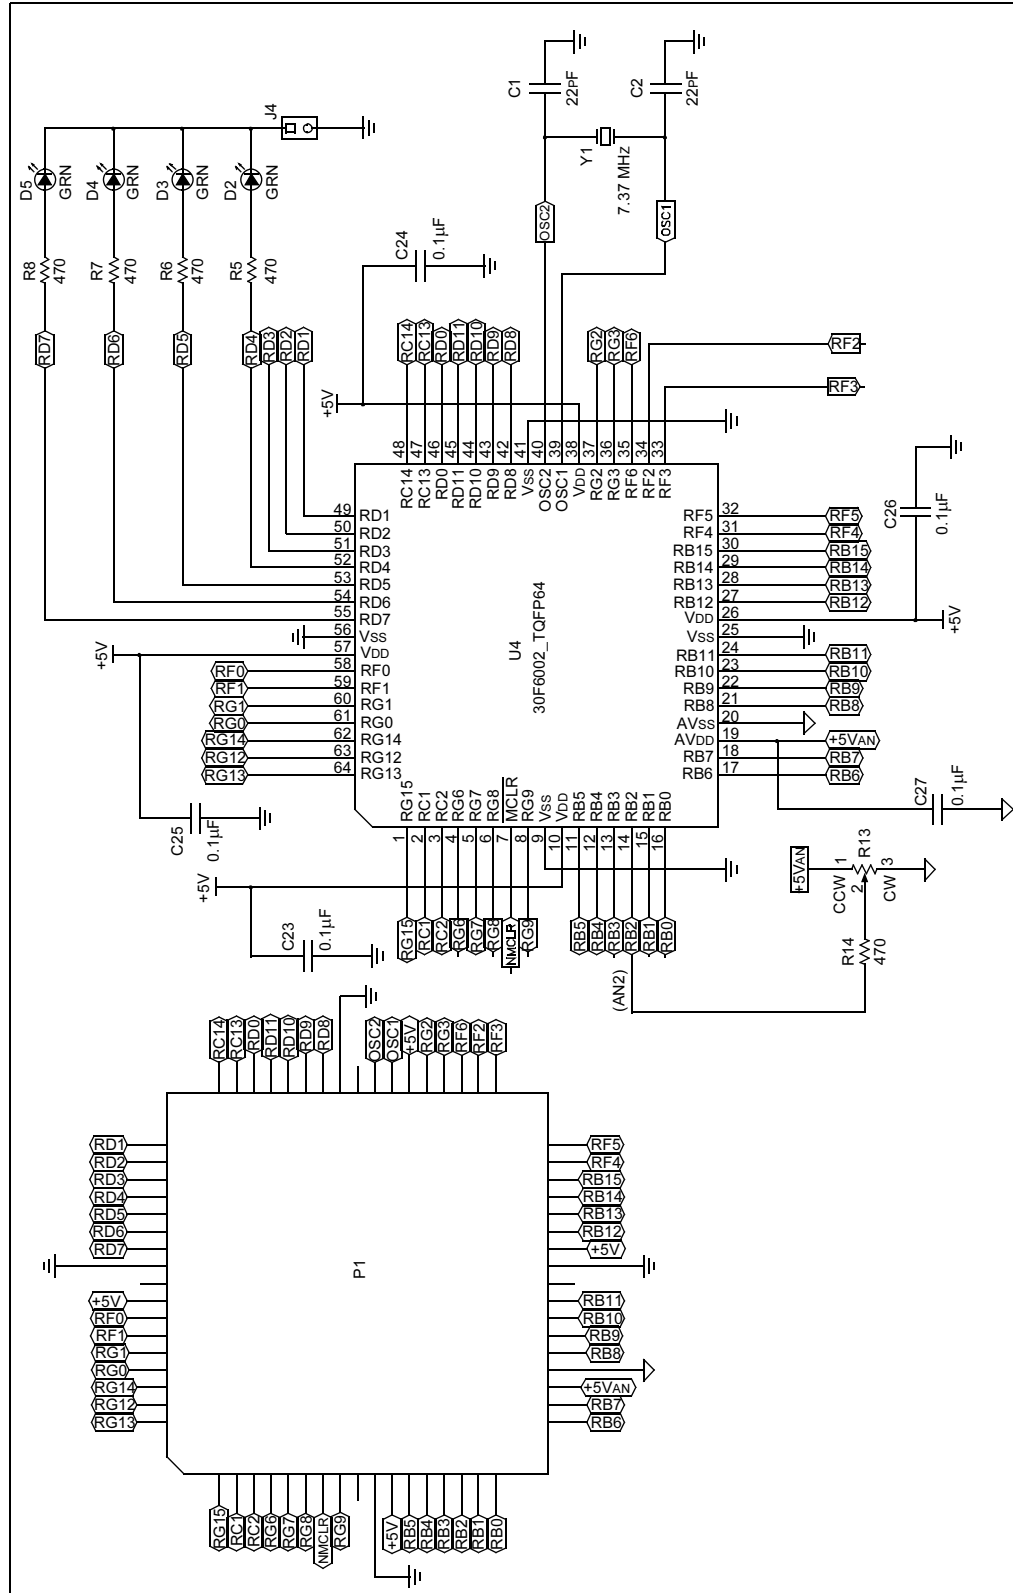 D5
GRN
D4
GRN
D3
GRN
D2
GRN
J4
R8
470
R7
470
R6
470
R5
470
RD7
RD6
RD5
RD4
RD3
RD2
RD1
C24
0.1µF
+5V
C1
22PF
C2
22PF
Y1
7.37 MHz
OSC2
OSC1
RC14
RC13
RD0
RD11
RD10
RD9
RD8
RG2
RG3
RF6
RF2
RF3
48
47
46
45
44
43
42
41
40
39
38
37
36
35
34
33
RC14
RC13
RD0
RD11
RD10
RD9
RD8
VSS
OSC2
OSC1
VDD
RG2
RG3
RF6
RF2
RF3
49 RD1
50 RD2
51 RD3
52 RD4
53 RD5
54 RD6
55 RD7
56 VSS
57 VDD
58 RF0
59 RF1
60 RG1
61 RG0
62 RG14
63 RG12
64 RG13
+5V
RF0
RF1
RG1
RG0
RG14
RG12
RG13
C25
0.1µF
U4
30F6002_TQFP64
RF5 32 RF5
RF4 31 RF4
RB15 30 RB15
RB14 29 RB14
RB13 28 RB13
RB12 27 RB12
VDD 26
VSS 25
RB11 24 RB11
RB10 23 RB10
RB9 22 RB9
RB8 21 RB8
AVSS 20
AVDD 19 +5VAN
RB7 18 RB7
RB6 17 RB6
C26
0.1µF
+5V
C27
0.1µF
RG15
RC1
RC2
RG6
RG7
RG8
MCLR
RG9
VSS
VDD
RB5
RB4
RB3
RB2
RB1
RB0
1
2
3
4
5
6
7
8
9
10
11
12
13
14
15
16
+5V
C23
0.1µF
RG15
RC1
RC2
RG6
RG7
RG8
NMCLR
RG9
RB5
RB4
RB3
RB2
RB1
RB0
(AN2)
+5VAN
CCW 1
R13
2
CW 3
R14
470
RC14
RC13
RD0
RD11
RD10
RD9
RD8
OSC2
OSC1
+5V
RG2
RG3
RF6
RF2
RF3
RD1
RD2
RD3
RD4
RD5
RD6
RD7
+5V
RF0
RF1
RG1
RG0
RG14
RG12
RG13
P1
RF5
RF4
RB15
RB14
RB13
RB12
+5V
RB11
RB10
RB9
RB8
+5VAN
RB7
RB6
RG15
RC1
RC2
RG6
RG7
RG8
NMCLR
RG9
+5V
RB5
RB4
RB3
RB2
RB1
RB0